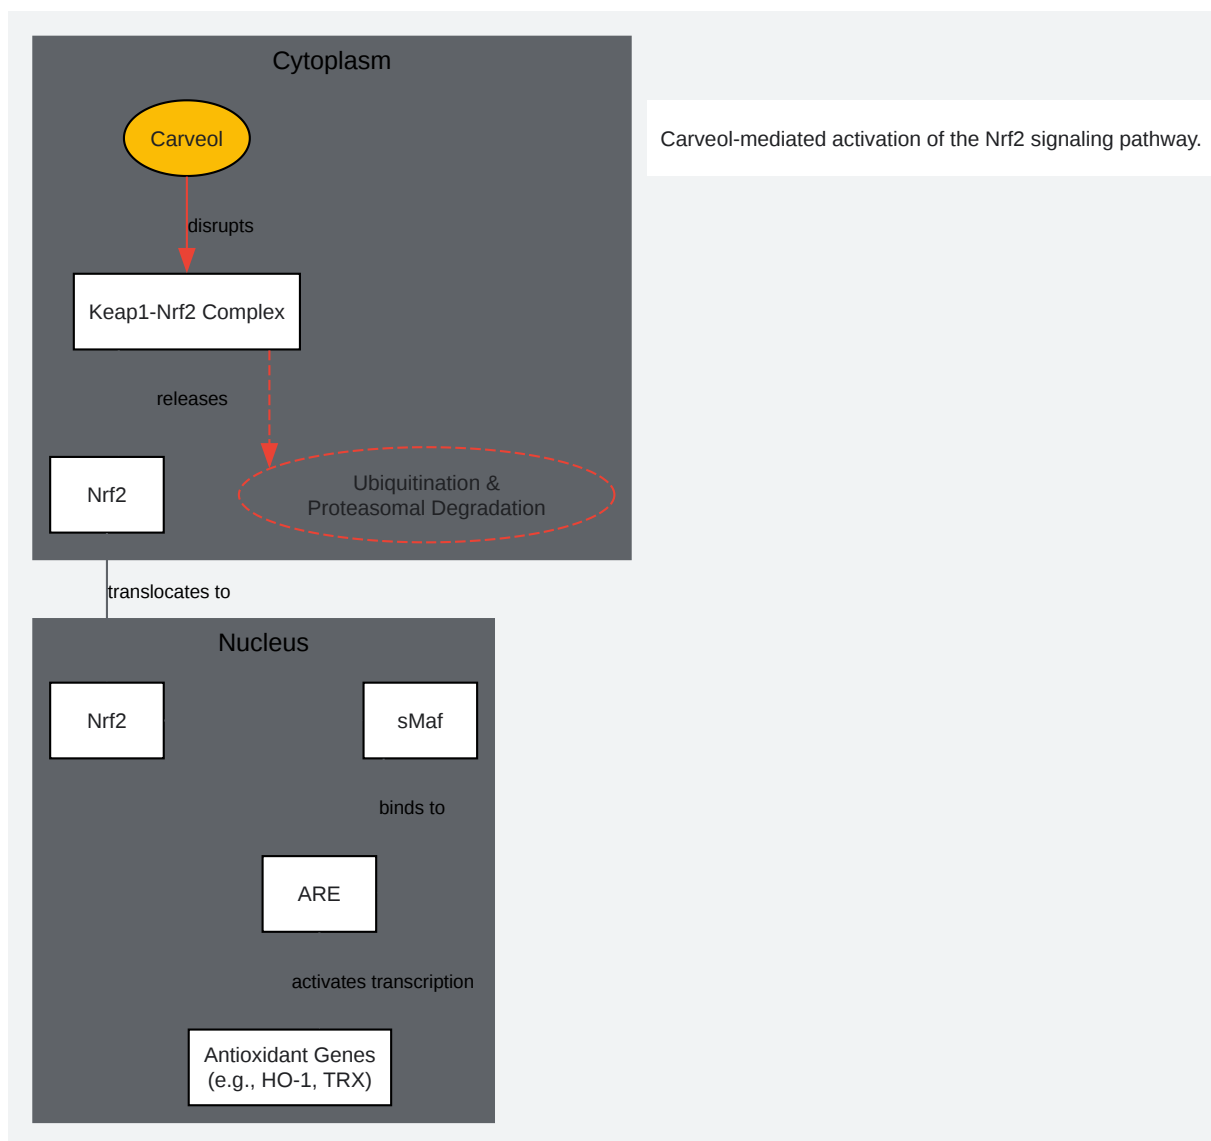 Cytoplasm
Carveol
Carveol-mediated activation of the Nrf2 signaling pathway.
disrupts
Keap1-Nrf2 Complex
releases
Nrf2
Ubiquitination &
Proteasomal Degradation
translocates to
Nucleus
Nrf2
sMaf
binds to
ARE
activates transcription
Antioxidant Genes
(e.g., HO-1, TRX)